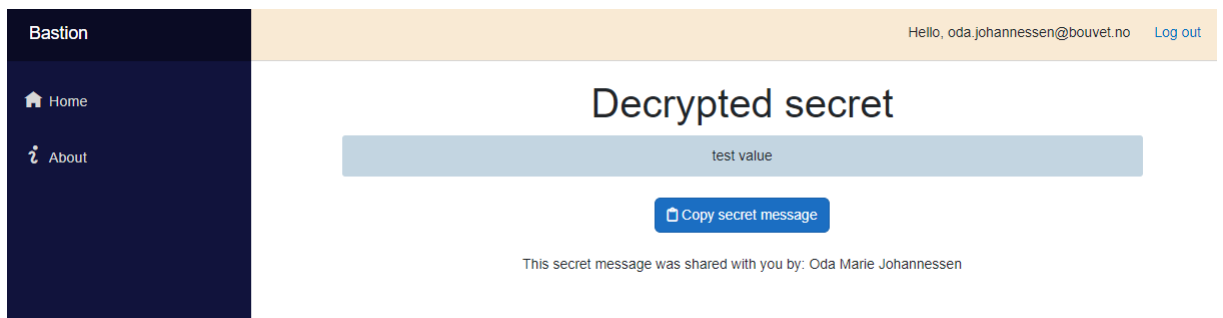 Bastion
Hello, oda.johannessen@bouvet.no Log out
Home
About
Decrypted secret
test value
Copy secret message
This secret message was shared with you by: Oda Marie Johannessen